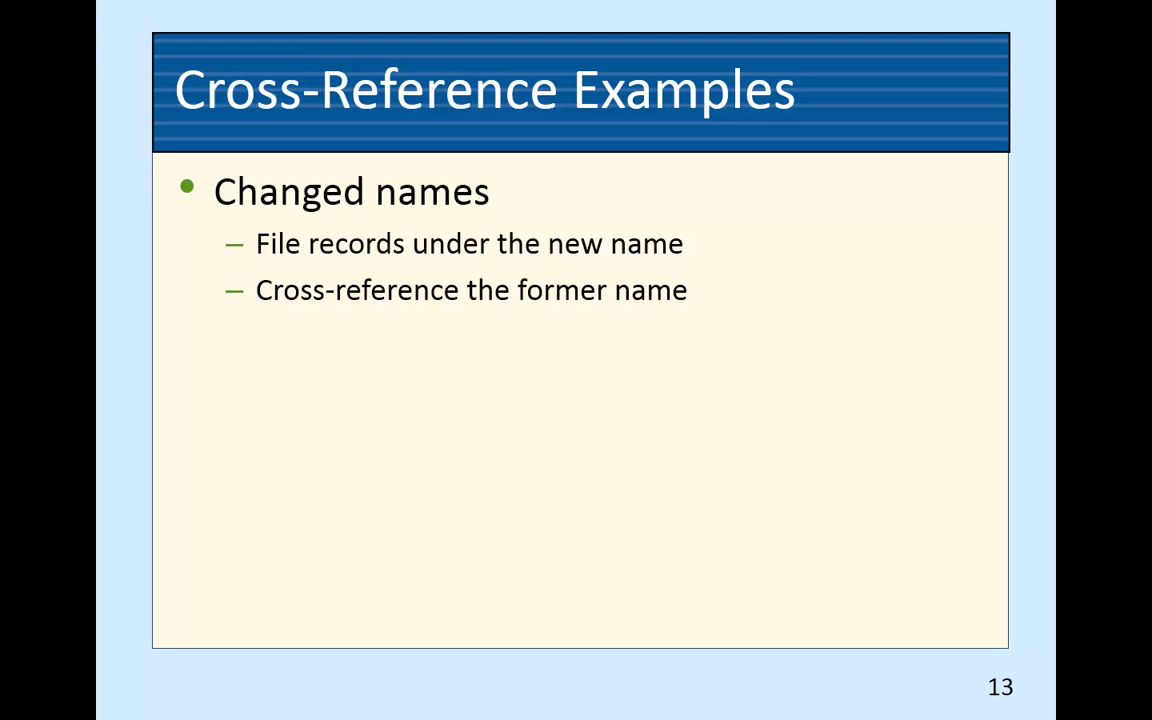 Cross-Reference Examples
• Changed names
– File records under the new name
– Cross-reference the former name
13